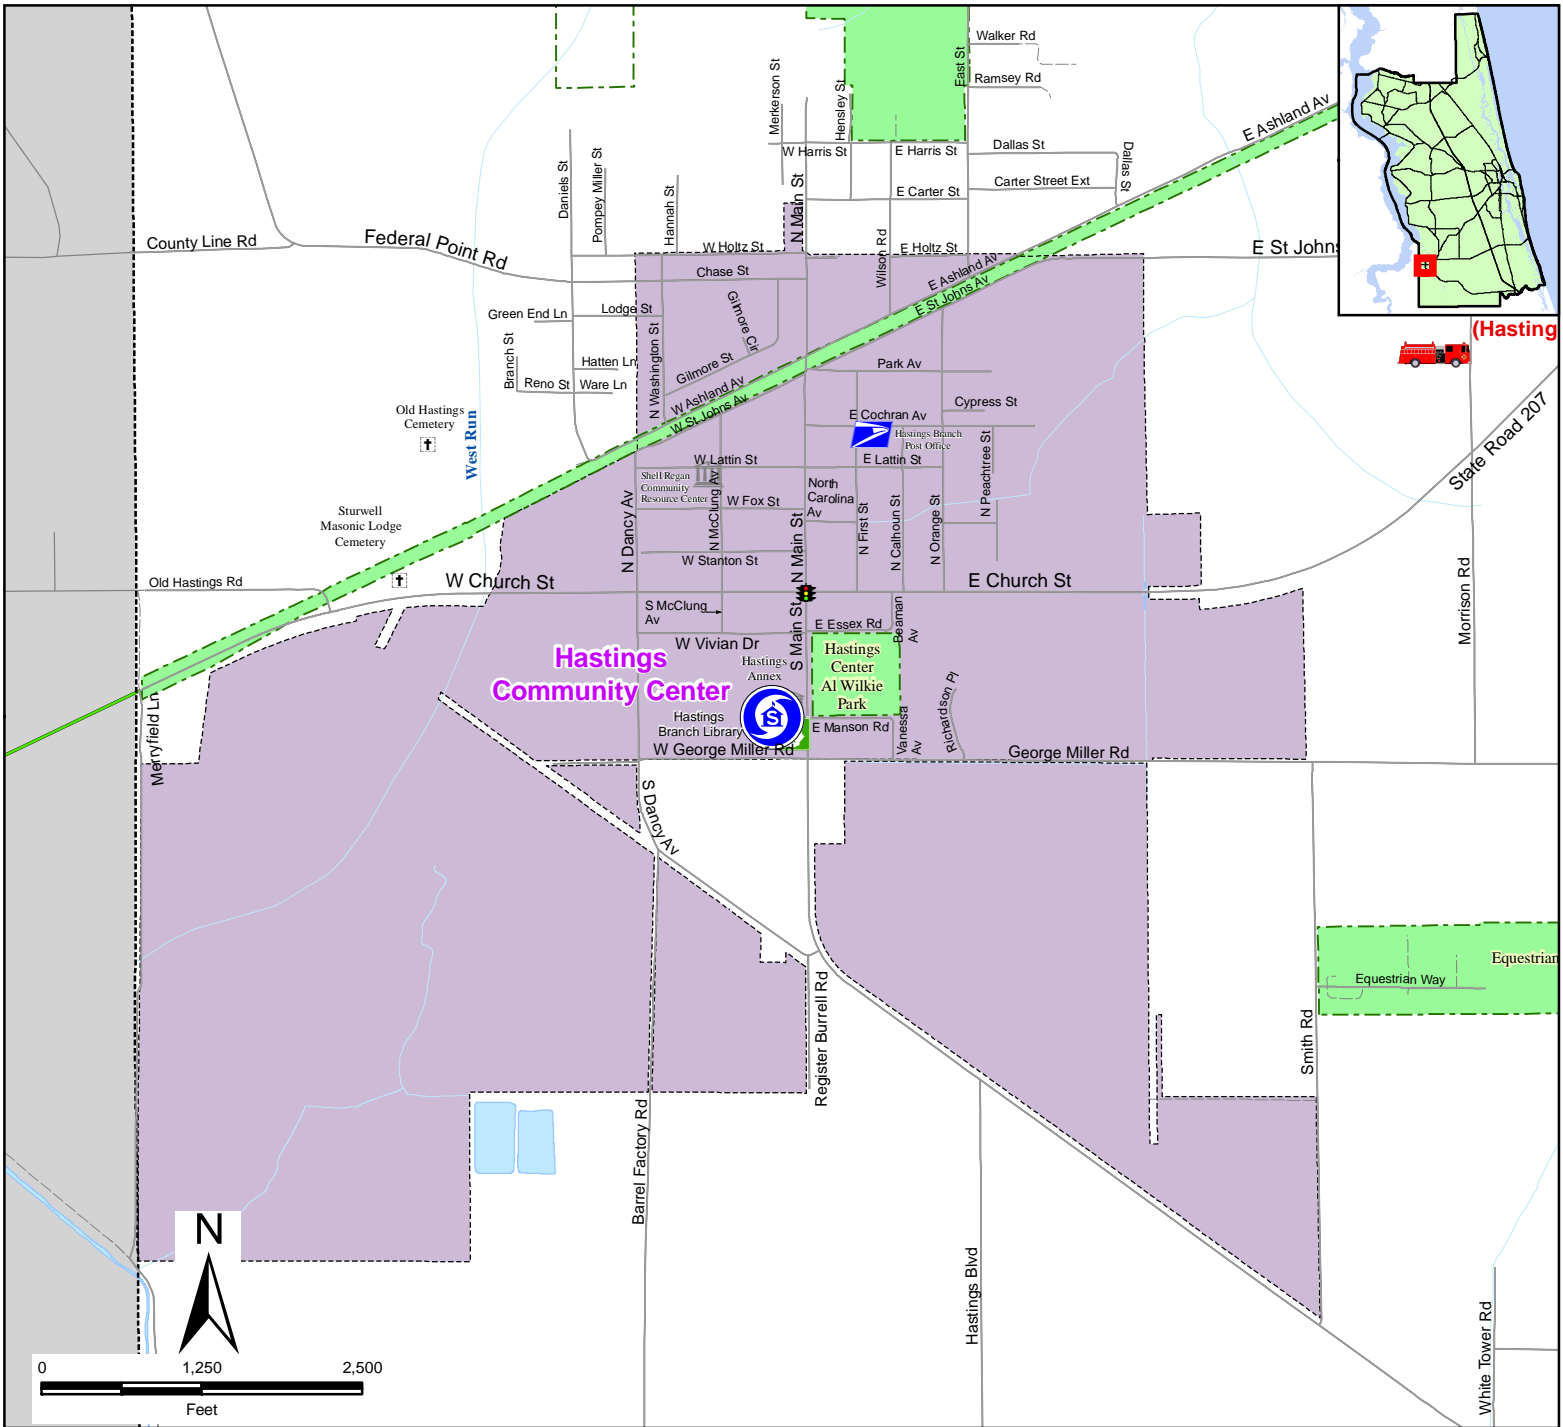 Walker Rd
East St
Merkerson St
Ramsey Rd
Hensley St
E Ashland Av
W Harris St
E Harris St
Dallas St
Dallas St
Daniels St
Pompey Miller St
Hannah St
N Main St
E Carter St
Carter Street Ext
County Line Rd
Federal Point Rd
W Holtz St
Wilson Rd
E Holtz St
E St Johns
Chase St
E Ashland Av
E St Johns Av
Green End Ln
Lodge St
Gilmore Cir
(Hasting
Branch St
Hatten Ln
N Washington St
Gilmore St
Park Av
Reno St
Ware Ln
W Ashland Av
W St Johns Av
Cypress St
Old Hastings
Cemetery
West Run
E Cochran Av
Hastings Branch
Post Office
State Road 207
W Lattin St
E Lattin St
N Peachtree St
Shell Regan
Community
Resource Center
N McClung Av
North
Carolina
Av
W Fox St
Sturwell
Masonic Lodge
Cemetery
N Dancy Av
N Main St
N First St
N Calhoun St
N Orange St
W Stanton St
Old Hastings Rd
W Church St
E Church St
Morrison Rd
S McClung
Av
S Main St
E Essex Rd
Beaman
Av
W Vivian Dr
Hastings
Community Center
Hastings
Annex
Hastings
Center
Al Wilkie
Park
Merryfield Ln
S
Hastings
Branch Library
E Manson Rd
Vanessa
Av
Richardson Pl
W George Miller Rd
George Miller Rd
S Dancy Av
Equestrian
Equestrian Way
Register Burrell Rd
Smith Rd
Barrel Factory Rd
N
Hastings Blvd
White Tower Rd
0 1,250 2,500
Feet